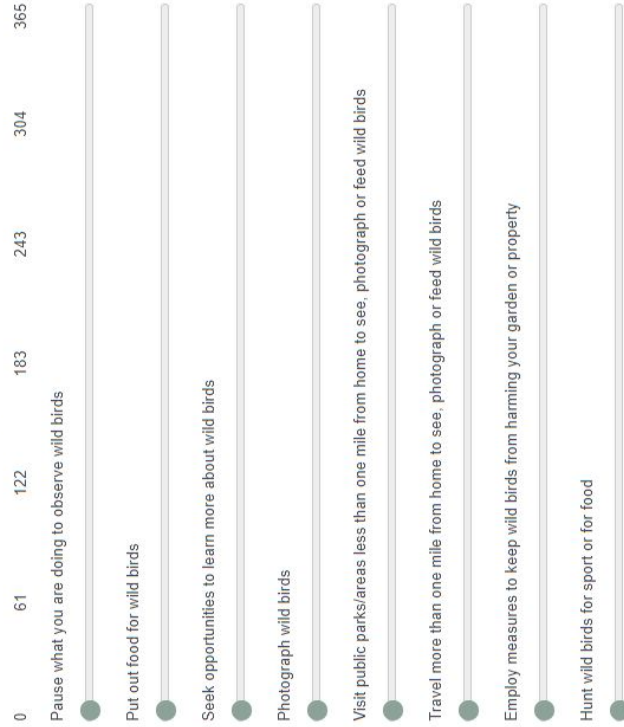 0 61 122 183 243 304 365
Pause what you are doing to observe wild birds
Put out food for wild birds
Seek opportunities to learn more about wild birds
Photograph wild birds
Visit public parks/areas less than one mile from home to see, photograph or feed wild birds
Travel more than one mile from home to see, photograph or feed wild birds
Employ measures to keep wild birds from harming your garden or property
Hunt wild birds for sport or for food